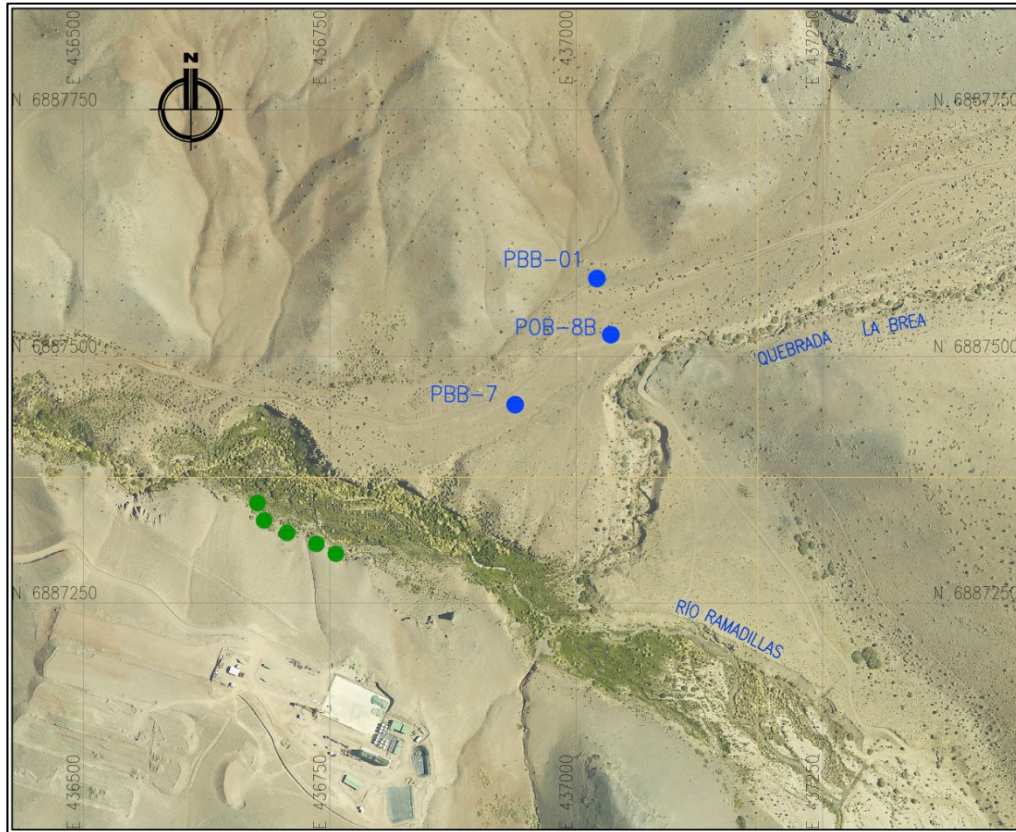 E 436500
E 436750
E 437000
E 437250
N
N 6887750
N 6887750
PBB-01
POB-8B
QUEBRADA LA BREA
N 6887500
N 6887500
PBB-7
N 6887250
N 6887250
RÍO RAMADILLAS
E 436500
E 436750
E 437000
E 437250